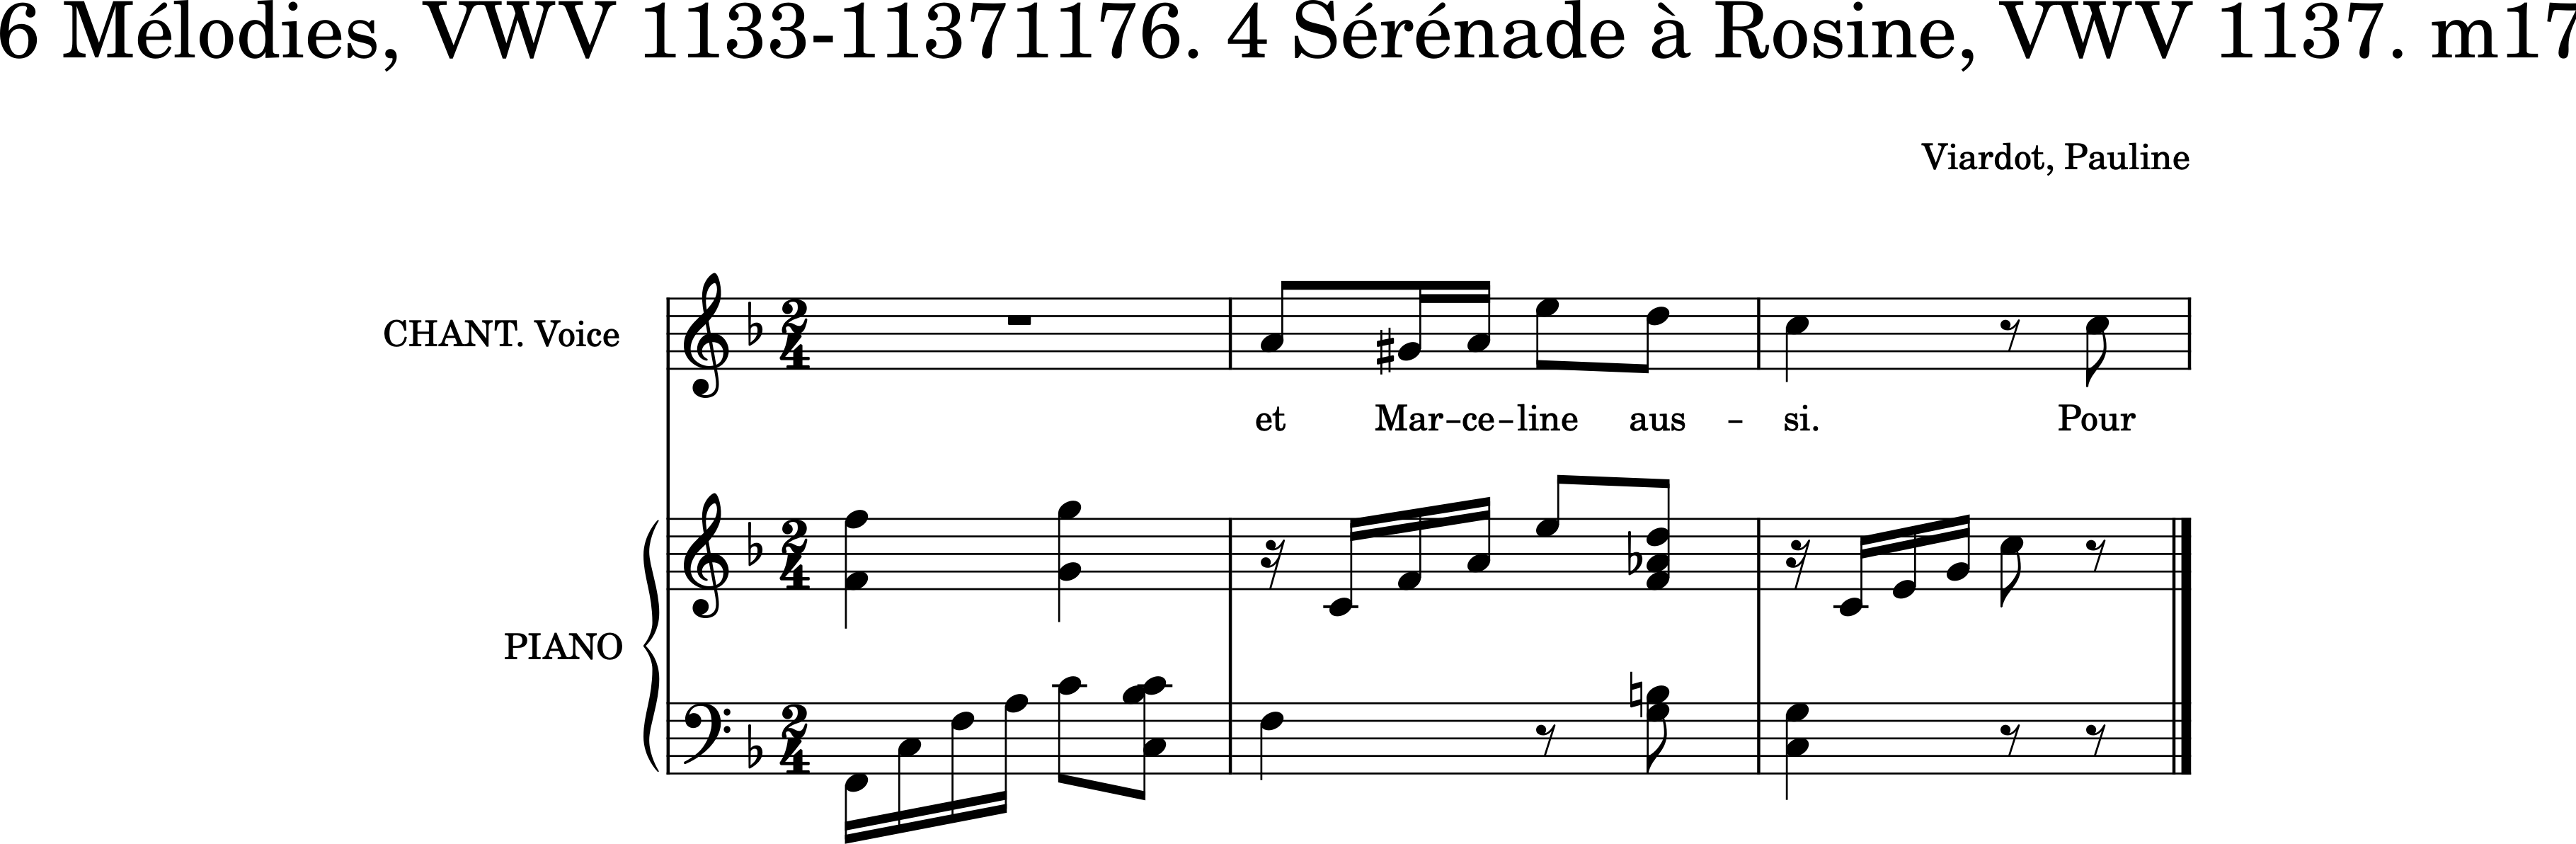 6 Mélodies, VWV 1133-11371176. 4 Sérénade à Rosine, VWV 1137. m17
Viardot, Pauline
CHANT. Voice
et Mar-ce-line aus - si. Pour
PIANO